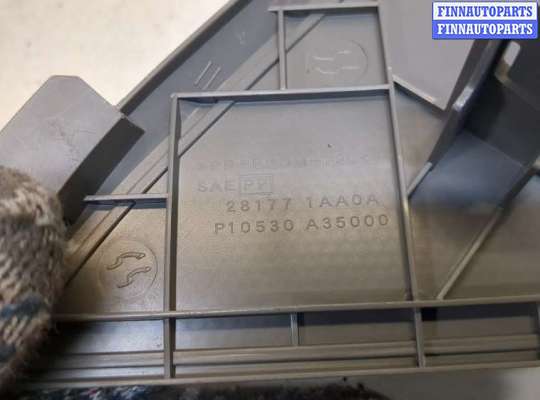 FINNAUTOPARTS
FINNAUTOPARTS
SAE PP
28177 1AA0A
P10530 A35000